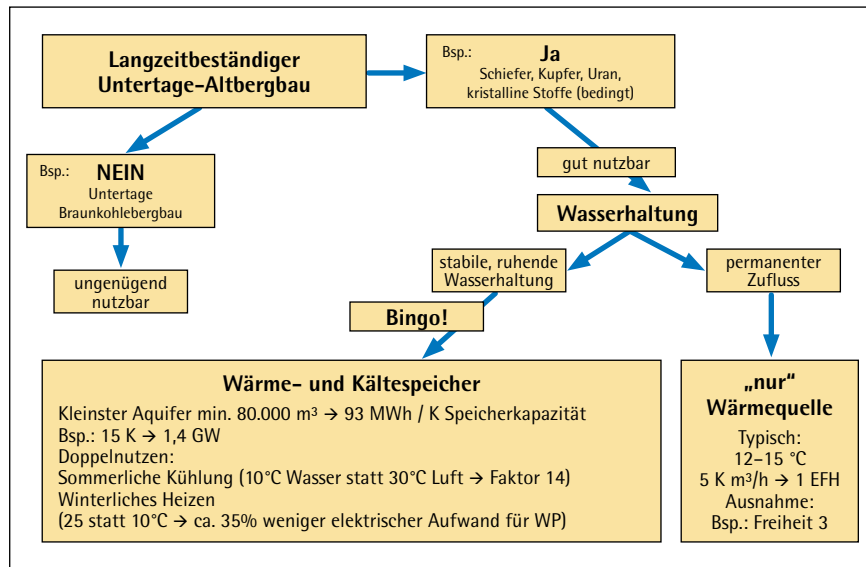 Langzeitbeständiger
Untertage-Altbergbau
Bsp.: Ja
Schiefer, Kupfer, Uran,
kristalline Stoffe (bedingt)
Bsp.: NEIN
Untertage
Braunkohlebergbau
gut nutzbar
Wasserhaltung
ungenügend
nutzbar
stabile, ruhende
Wasserhaltung
permanenter
Zufluss
Bingo!
Wärme- und Kältespeicher
Kleinster Aquifer min. 80.000 m³ → 93 MWh / K Speicherkapazität
Bsp.: 15 K → 1,4 GW
Doppelnutzen:
Sommerliche Kühlung (10°C Wasser statt 30°C Luft → Faktor 14)
Winterliches Heizen
(25 statt 10°C → ca. 35% weniger elektrischer Aufwand für WP)
„nur“
Wärmequelle
Typisch:
12–15 °C
5 K m³/h → 1 EFH
Ausnahme:
Bsp.: Freiheit 3